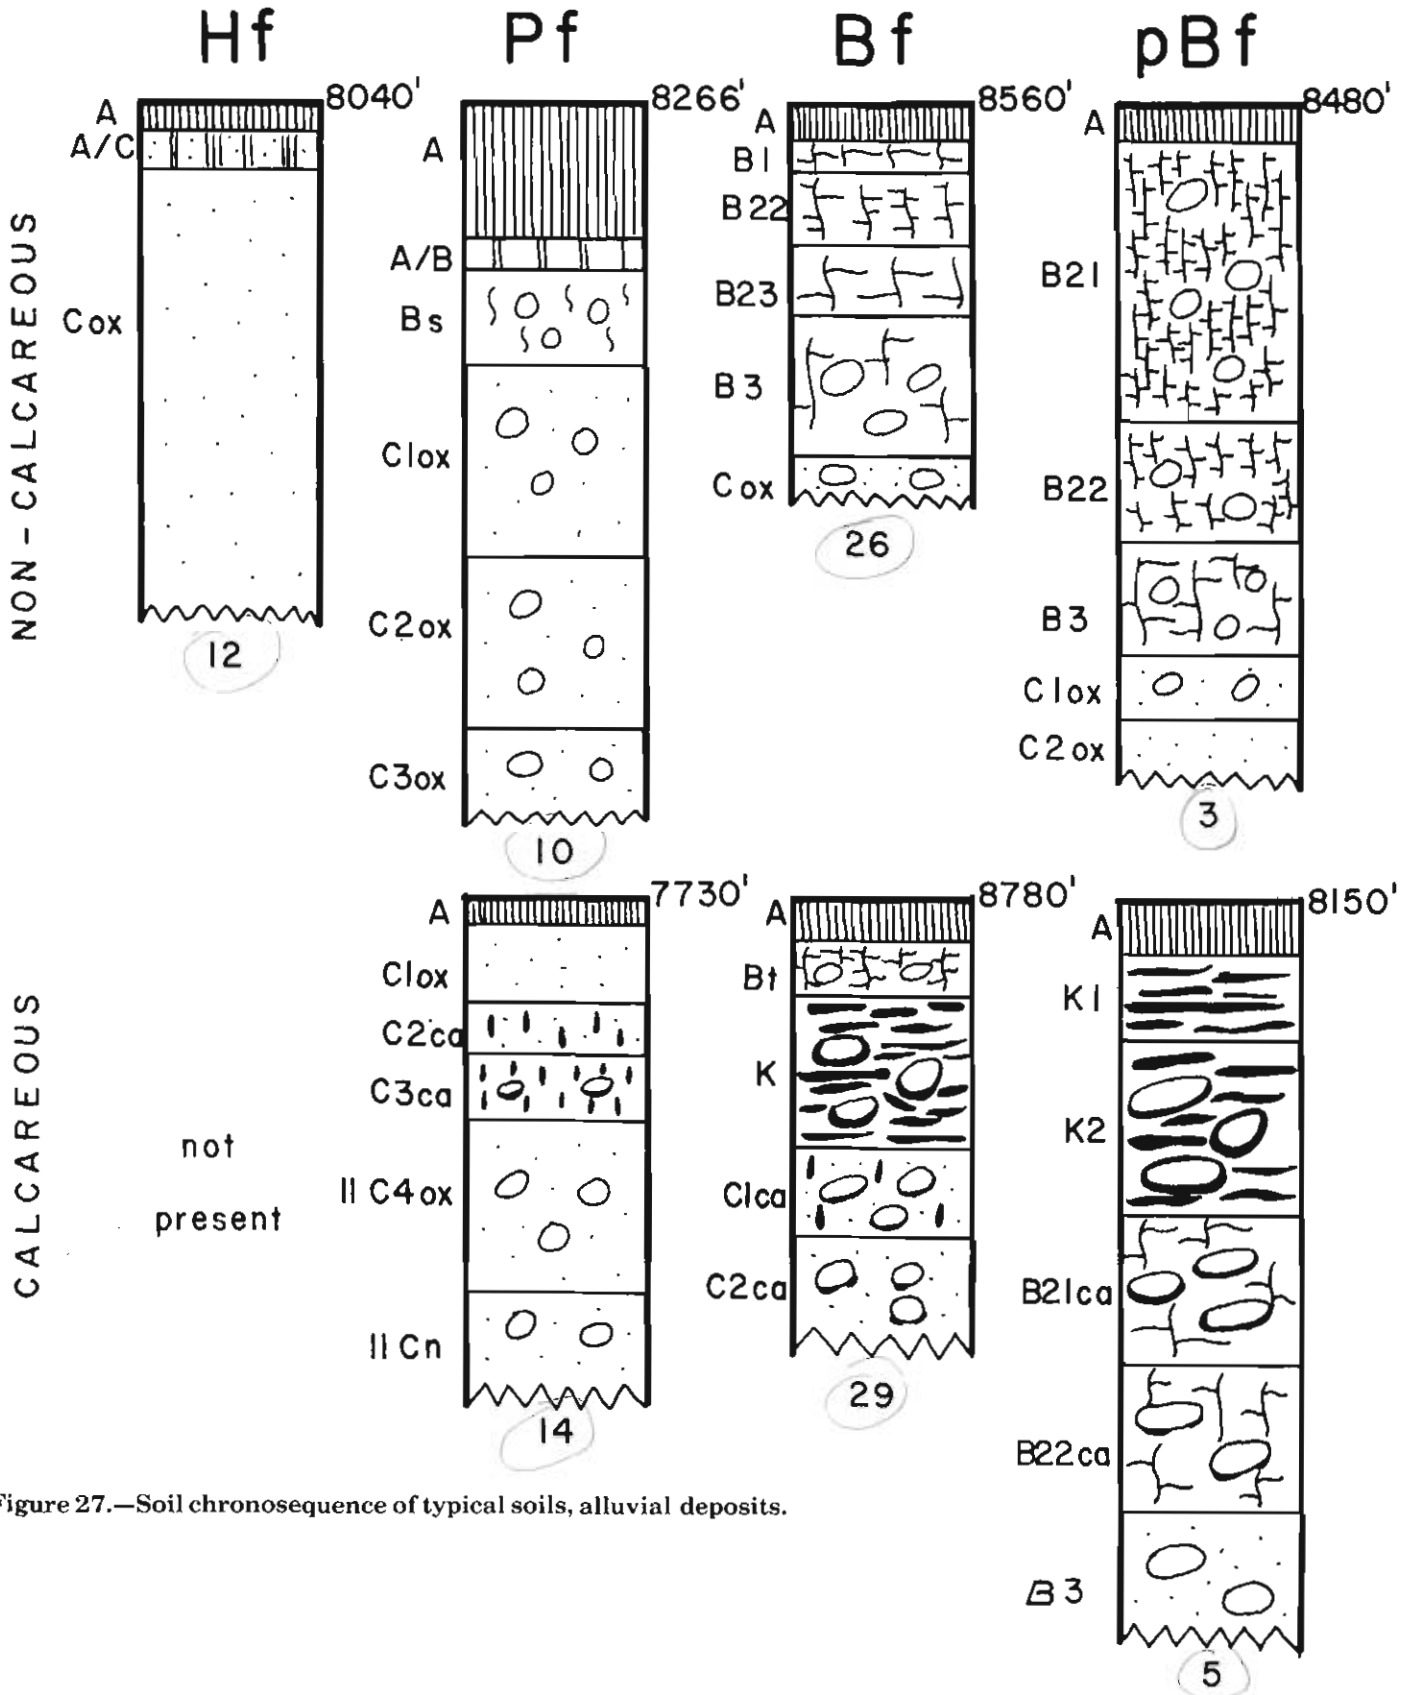 Hf Pf Bf pBf
NON-CALCAREOUS
8040'
A
A/C
Cox
12
8266'
A
A/B
Bs
C1ox
C2ox
C3ox
10
8560'
A
B1
B22
B23
B3
Cox
26
8480'
A
B21
B22
B3
C1ox
C2ox
3
CALCAREOUS
not
present
7730'
A
C1ox
C2ca
C3ca
II C4ox
II Cn
14
8780'
A
Bt
K
C1ca
C2ca
29
8150'
A
K1
K2
B21ca
B22ca
B3
5
Figure 27.—Soil chronosequence of typical soils, alluvial deposits.